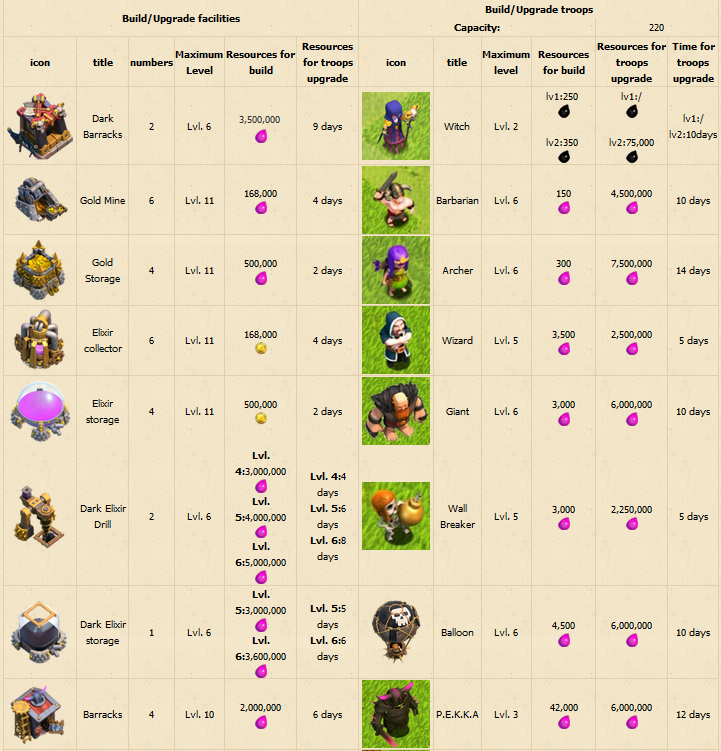 Build/Upgrade facilities
Build/Upgrade troops
Capacity: 220
icon title numbers Maximum Level Resources for build Resources for troops upgrade
icon title Maximum level Resources for build Resources for troops upgrade Time for troops upgrade
Dark Barracks 2 Lvl. 6 3,500,000 9 days
Witch Lvl. 2 lv1:250 lv2:350 lv1:/ lv2:75,000 lv1:/ lv2:10days
Gold Mine 6 Lvl. 11 168,000 4 days
Barbarian Lvl. 6 150 4,500,000 10 days
Gold Storage 4 Lvl. 11 500,000 2 days
Archer Lvl. 6 300 7,500,000 14 days
Elixir collector 6 Lvl. 11 168,000 4 days
Wizard Lvl. 5 3,500 2,500,000 5 days
Elixir storage 4 Lvl. 11 500,000 2 days
Giant Lvl. 6 3,000 6,000,000 10 days
Dark Elixir Drill 2 Lvl. 6 Lvl. 4:3,000,000 Lvl. 5:4,000,000 Lvl. 6:5,000,000 Lvl. 4:4 days Lvl. 5:6 days Lvl. 6:8 days
Wall Breaker Lvl. 5 3,000 2,250,000 5 days
Dark Elixir storage 1 Lvl. 6 Lvl. 5:3,000,000 Lvl. 6:3,600,000 Lvl. 5:5 days Lvl. 6:6 days
Balloon Lvl. 6 4,500 6,000,000 10 days
Barracks 4 Lvl. 10 2,000,000 6 days
P.E.K.K.A Lvl. 3 42,000 6,000,000 12 days